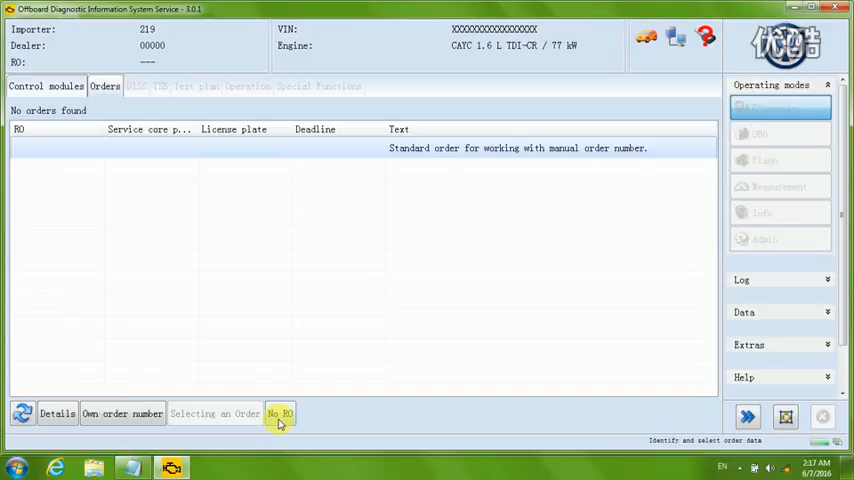 Offboard Diagnostic Information System Service - 3.0.1
Importer: 219
Dealer: 00000
RO: ---
VIN: XXXXXXXXXXXXXXXXX
Engine: CAYC 1.6 L TDI-CR / 77 kW
优酷
Control modules Orders DISS TSB Test plan Operation Special Functions
No orders found
RO Service core p... License plate Deadline Text
Standard order for working with manual order number.
Operating modes
Diagnosis
OBD
Flash
Measurement
Info
Admin
Log
Data
Extras
Help
Details Own order number Selecting an Order No RO
Identify and select order data
EN 2:17 AM
6/7/2016